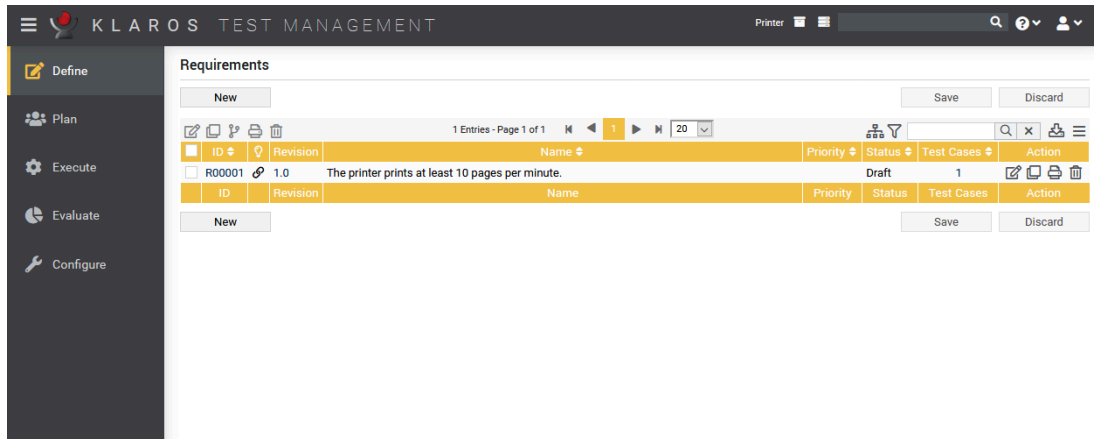 KLAROS TEST MANAGEMENT
Printer
Define
Plan
Execute
Evaluate
Configure
Requirements
New Save Discard
1 Entries - Page 1 of 1 1 20
ID Revision Name Priority Status Test Cases Action
R00001 1.0 The printer prints at least 10 pages per minute. Draft 1
ID Revision Name Priority Status Test Cases Action
New Save Discard